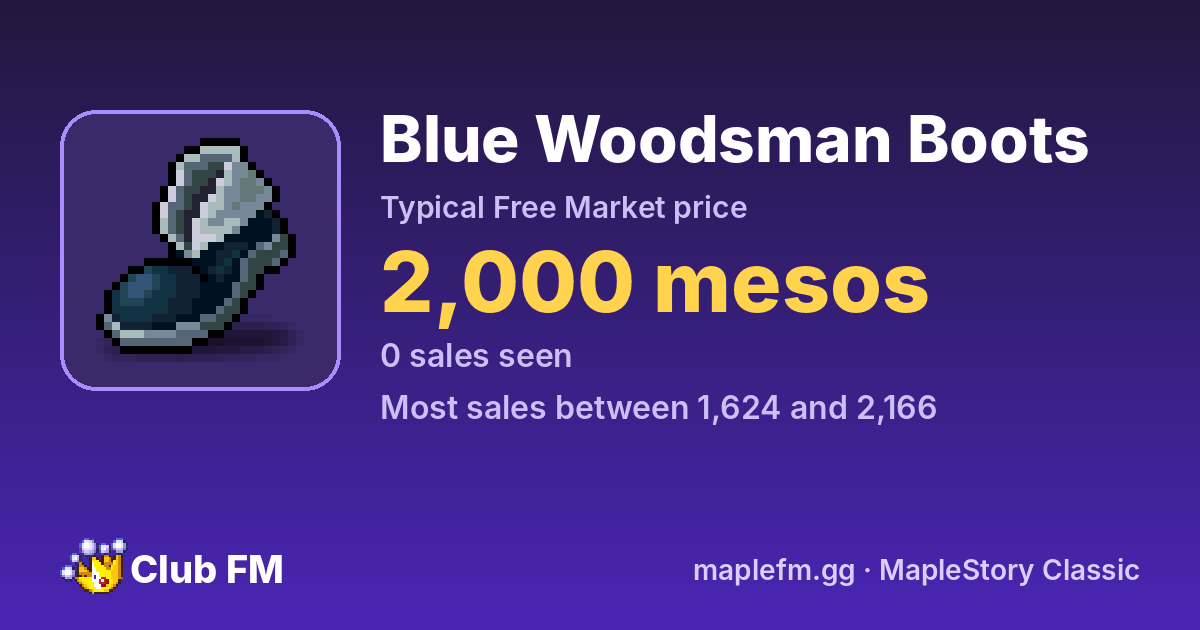 Blue Woodsman Boots
Typical Free Market price
2,000 mesos
0 sales seen
Most sales between 1,624 and 2,166
Club FM
maplefm.gg · MapleStory Classic